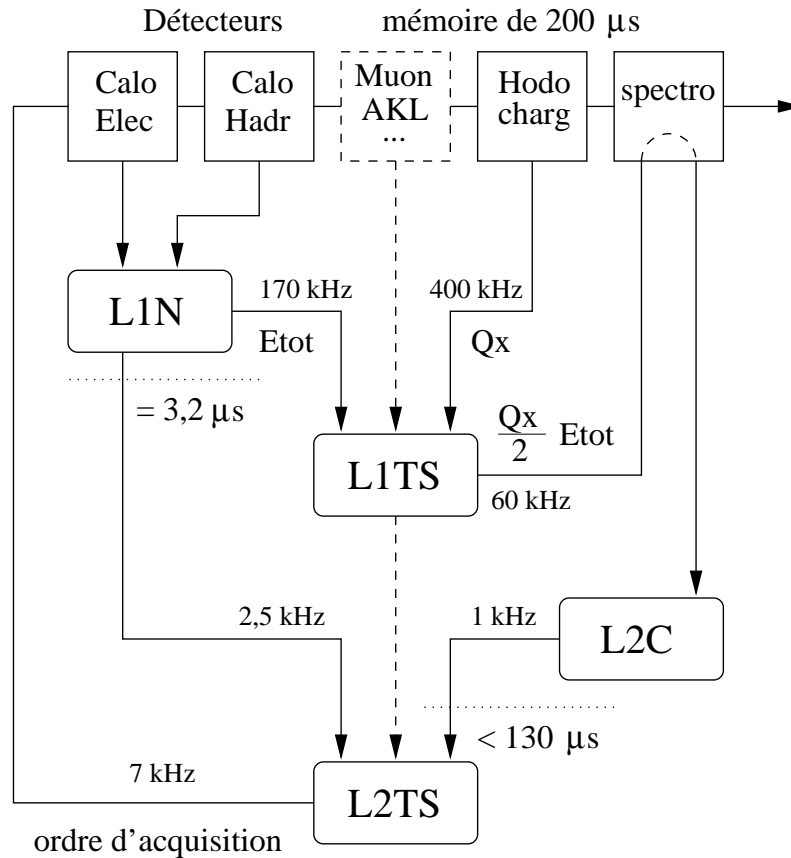 Détecteurs
mémoire de 200 µs
Calo
Elec
Calo
Hadr
Muon
AKL
...
Hodo
charg
spectro
L1N
170 kHz
Etot
400 kHz
Qx
= 3,2 µs
L1TS
Qx
2
Etot
60 kHz
2,5 kHz
1 kHz
L2C
< 130 µs
7 kHz
L2TS
ordre d'acquisition